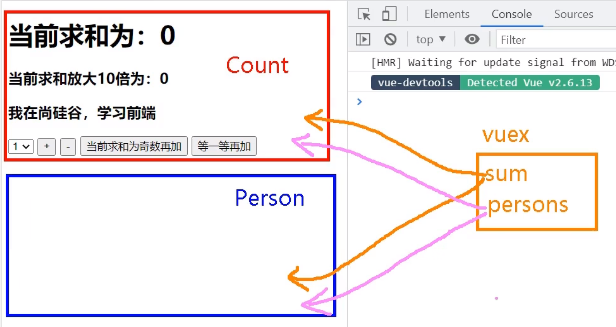 当前求和为：0
Count
当前求和放大10倍为：0
我在尚硅谷，学习前端
1 + - 当前求和为奇数再加 等一等再加
Person
Elements Console Sources
top Filter
[HMR] Waiting for update signal from WDS
vue-devtools Detected Vue v2.6.13
vuex
sum
persons